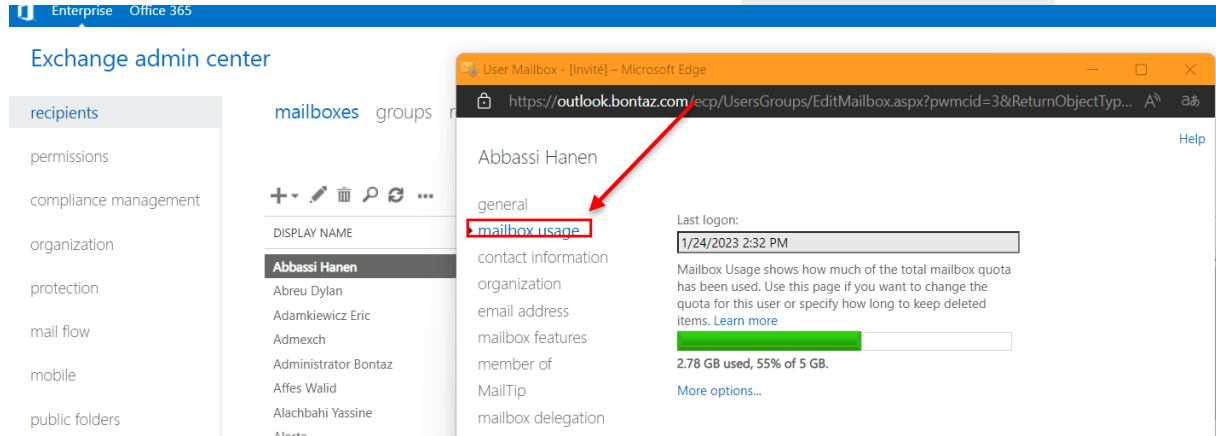 Enterprise Office 365
Exchange admin center
User Mailbox - [Invité] – Microsoft Edge
https://outlook.bontaz.com/ecp/UsersGroups/EditMailbox.aspx?pwmcid=3&ReturnObjectTyp...
Help
recipients
permissions
compliance management
organization
protection
mail flow
mobile
public folders
mailboxes groups
DISPLAY NAME
Abbassi Hanen
Abreu Dylan
Adamkiewicz Eric
Admexch
Administrator Bontaz
Affes Walid
Alachbahi Yassine
Abbassi Hanen
general
mailbox usage
contact information
organization
email address
mailbox features
member of
MailTip
mailbox delegation
Last logon:
1/24/2023 2:32 PM
Mailbox Usage shows how much of the total mailbox quota
has been used. Use this page if you want to change the
quota for this user or specify how long to keep deleted
items. Learn more
2.78 GB used, 55% of 5 GB.
More options...